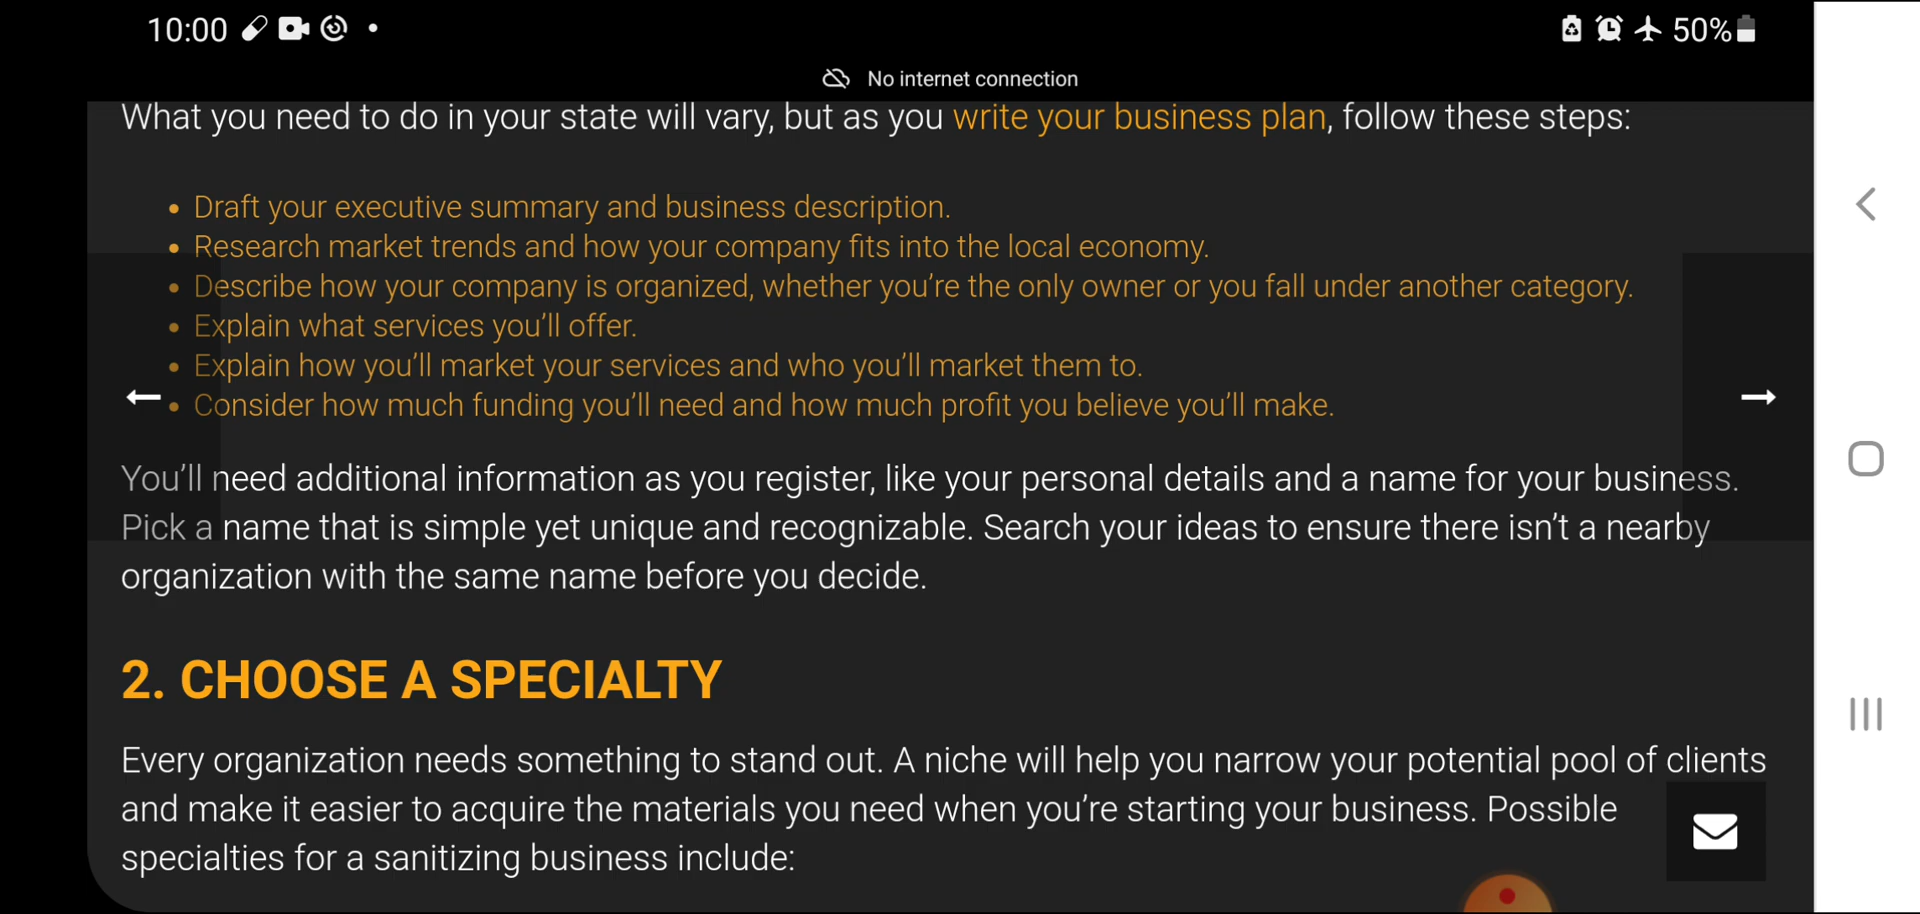 10:00
50%
No internet connection
What you need to do in your state will vary, but as you write your business plan, follow these steps:
• Draft your executive summary and business description.
• Research market trends and how your company fits into the local economy.
• Describe how your company is organized, whether you’re the only owner or you fall under another category.
• Explain what services you’ll offer.
• Explain how you’ll market your services and who you’ll market them to.
• Consider how much funding you’ll need and how much profit you believe you’ll make.
You’ll need additional information as you register, like your personal details and a name for your business.
Pick a name that is simple yet unique and recognizable. Search your ideas to ensure there isn’t a nearby
organization with the same name before you decide.
2. CHOOSE A SPECIALTY
Every organization needs something to stand out. A niche will help you narrow your potential pool of clients
and make it easier to acquire the materials you need when you’re starting your business. Possible
specialties for a sanitizing business include: